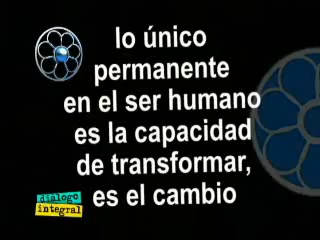 lo único
permanente
en el ser humano
es la capacidad
de transformar,
es el cambio
diálogo
integral